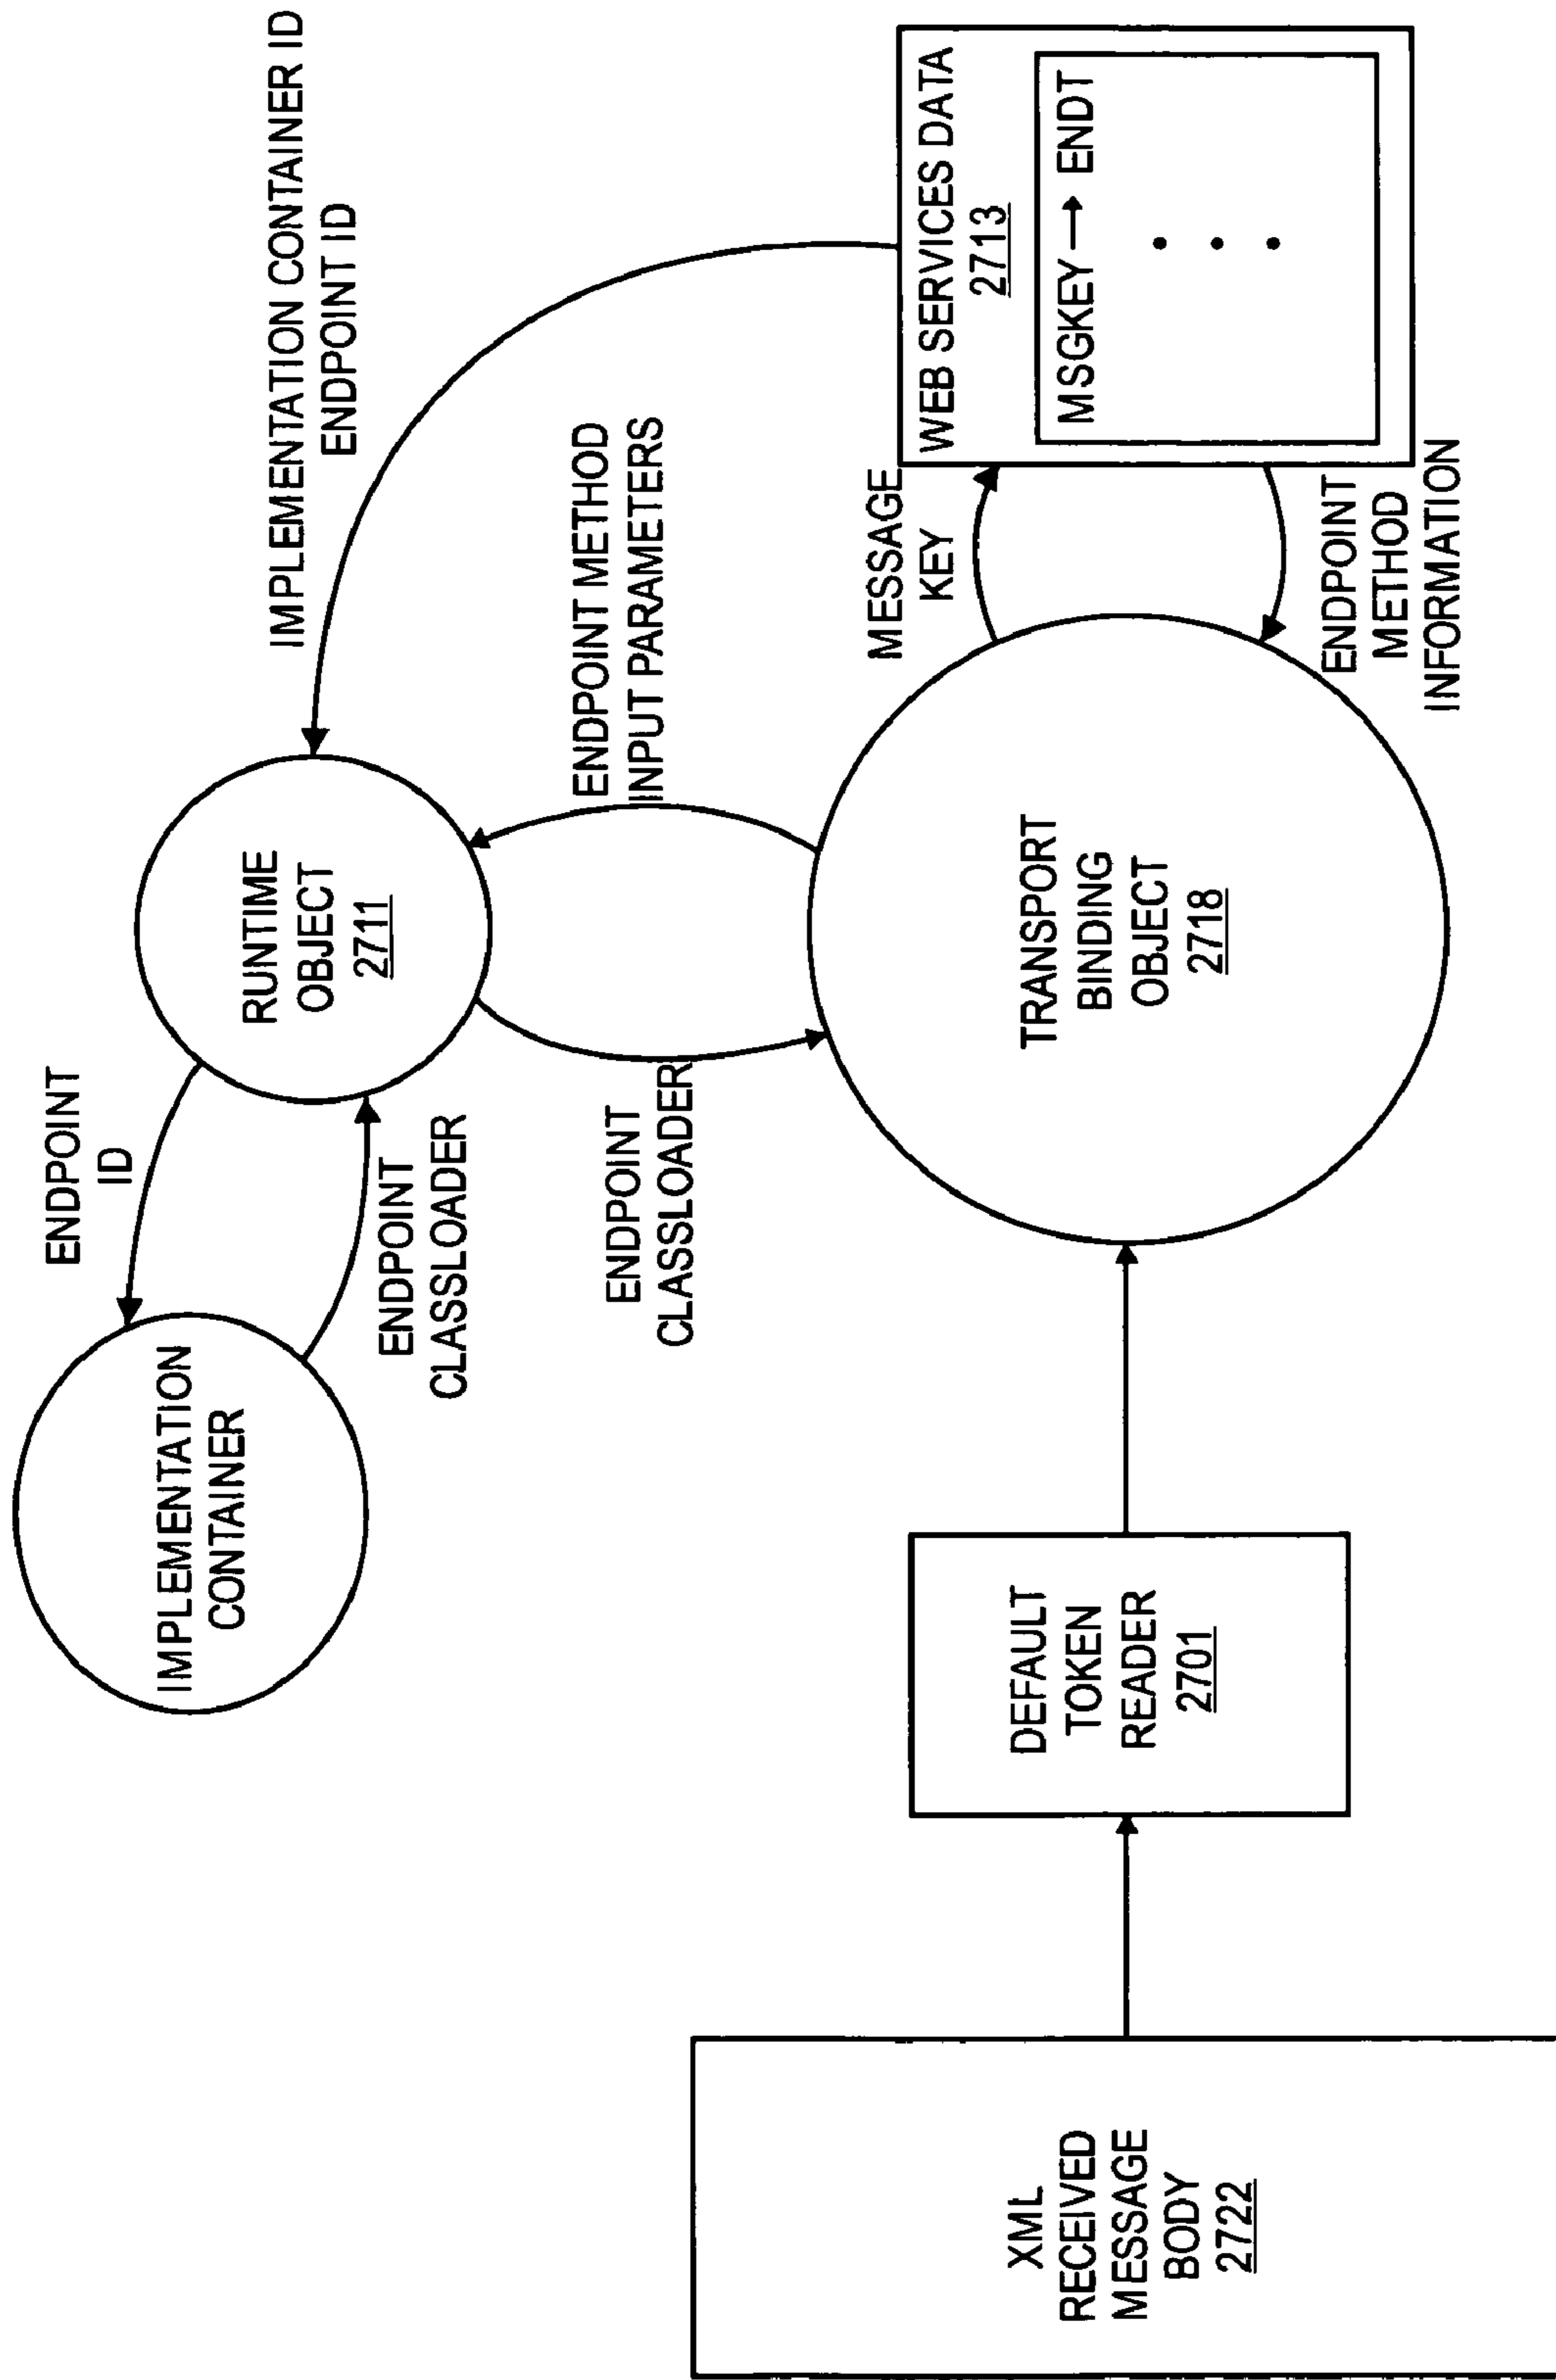 IMPLEMENTATION
CONTAINER
ENDPOINT
ID
ENDPOINT
CLASSLOADER
RUNTIME
OBJECT
2711
IMPLEMENTATION CONTAINER ID
ENDPOINT ID
ENDPOINT METHOD
INPUT PARAMETERS
ENDPOINT
CLASSLOADER
XML
RECEIVED
MESSAGE
BODY
2722
DEFAULT
TOKEN
READER
2701
TRANSPORT
BINDING
OBJECT
2718
MESSAGE
KEY
ENDPOINT
METHOD
INFORMATION
WEB SERVICES DATA
2713
MSGKEY → ENDT